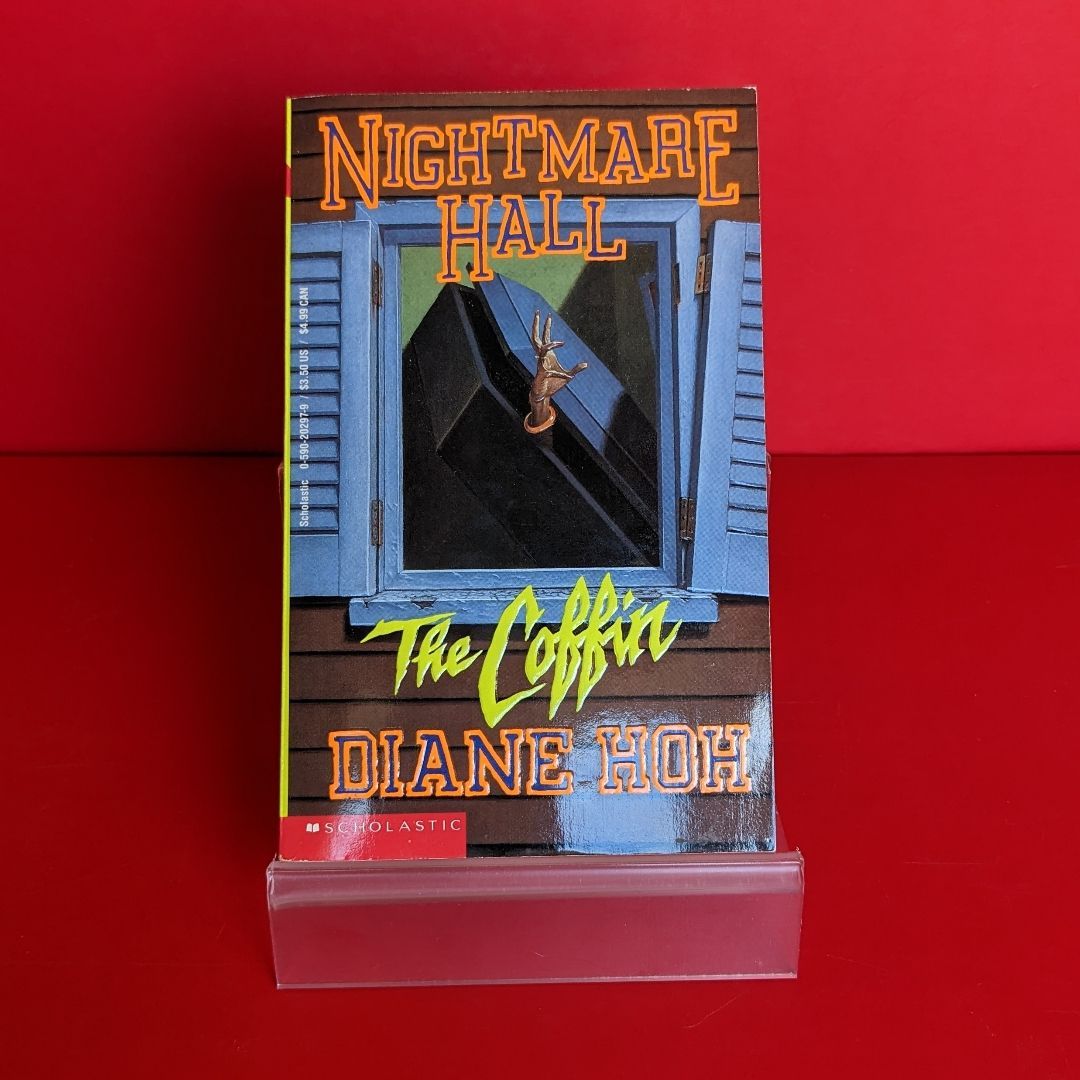 NIGHTMARE
HALL
Scholastic 0-590-20297-9 / $3.50 US / $4.99 CAN
The Coffin
DIANE HOH
SCHOLASTIC